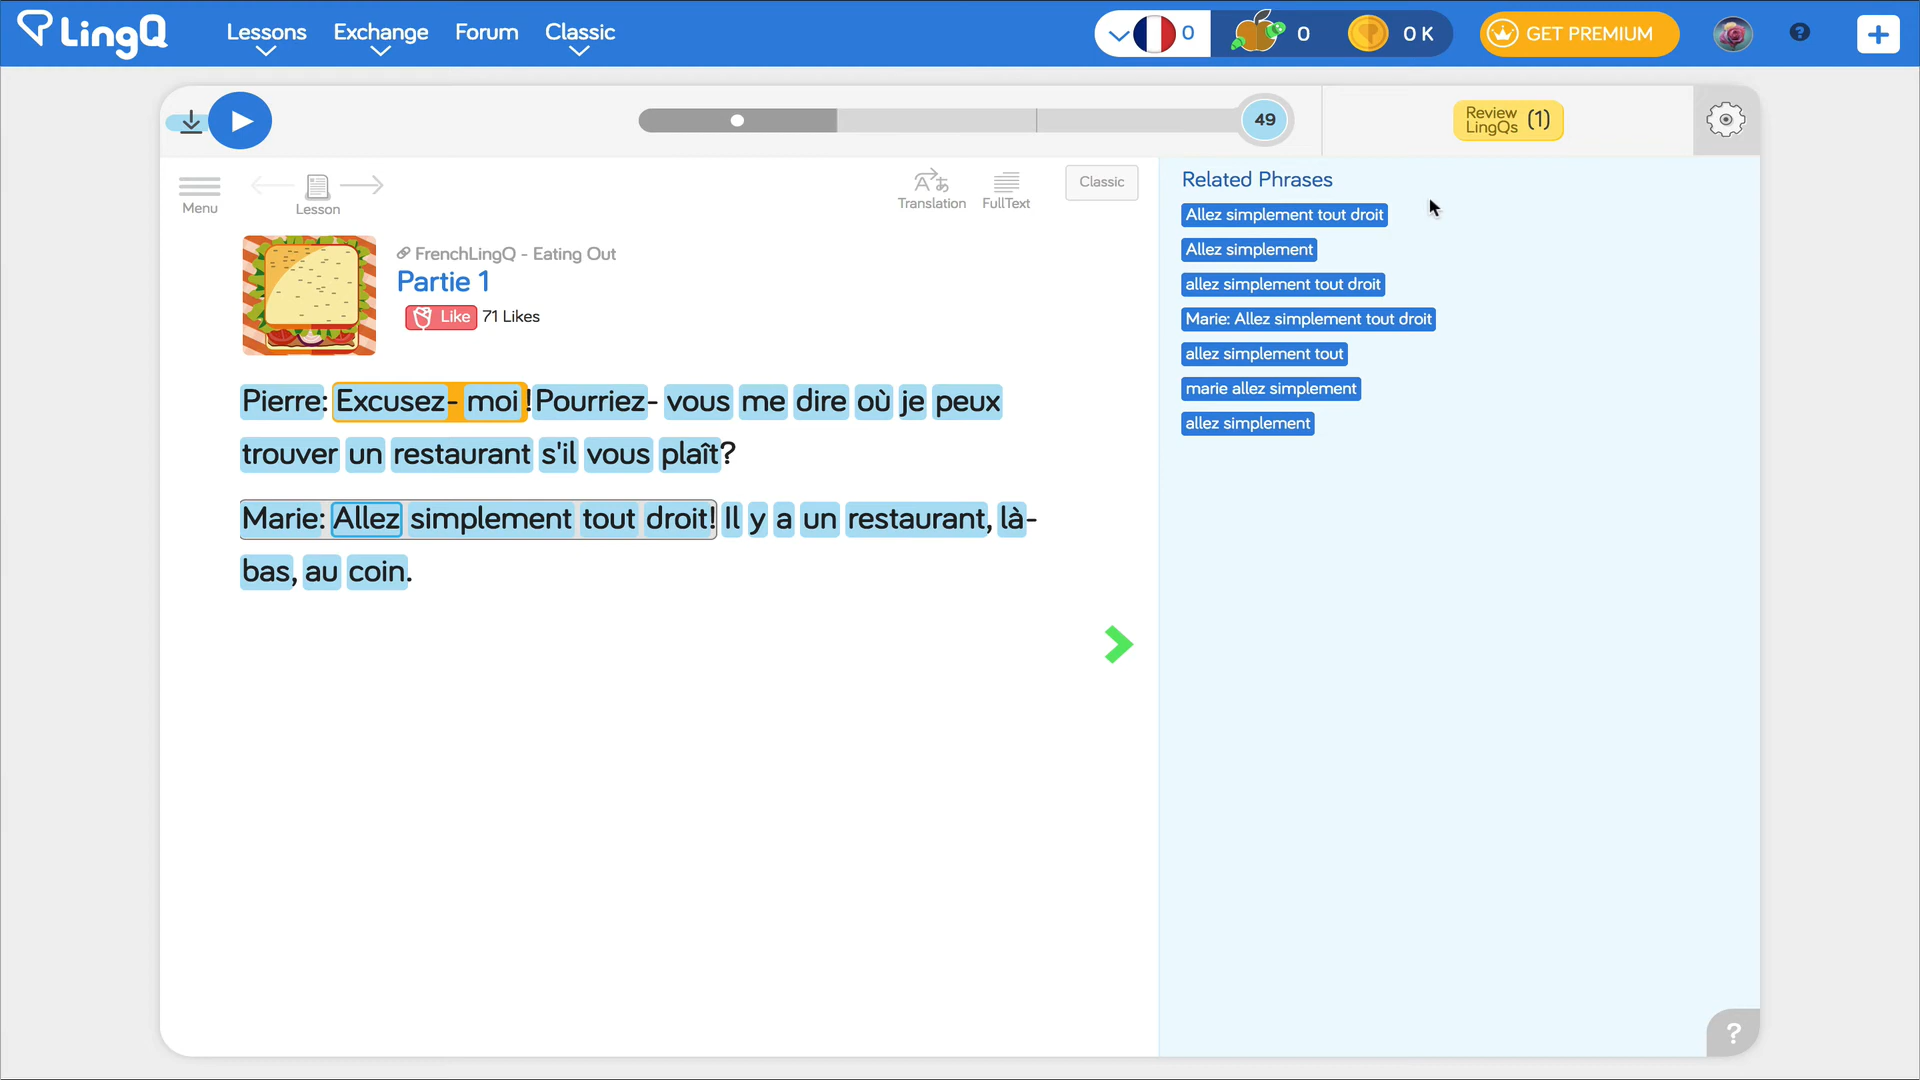 LingQ
Lessons Exchange Forum Classic
0 0 0 K GET PREMIUM ? +
49
Review
LingQs (1)
Menu
Lesson
Translation
FullText
Classic
FrenchLingQ - Eating Out
Partie 1
Like 71 Likes
Pierre: Excusez- moi ! Pourriez- vous me dire où je peux
trouver un restaurant s'il vous plaît?
Marie: Allez simplement tout droit! Il y a un restaurant, là-
bas, au coin.
Related Phrases
Allez simplement tout droit
Allez simplement
allez simplement tout droit
Marie: Allez simplement tout droit
allez simplement tout
marie allez simplement
allez simplement
?